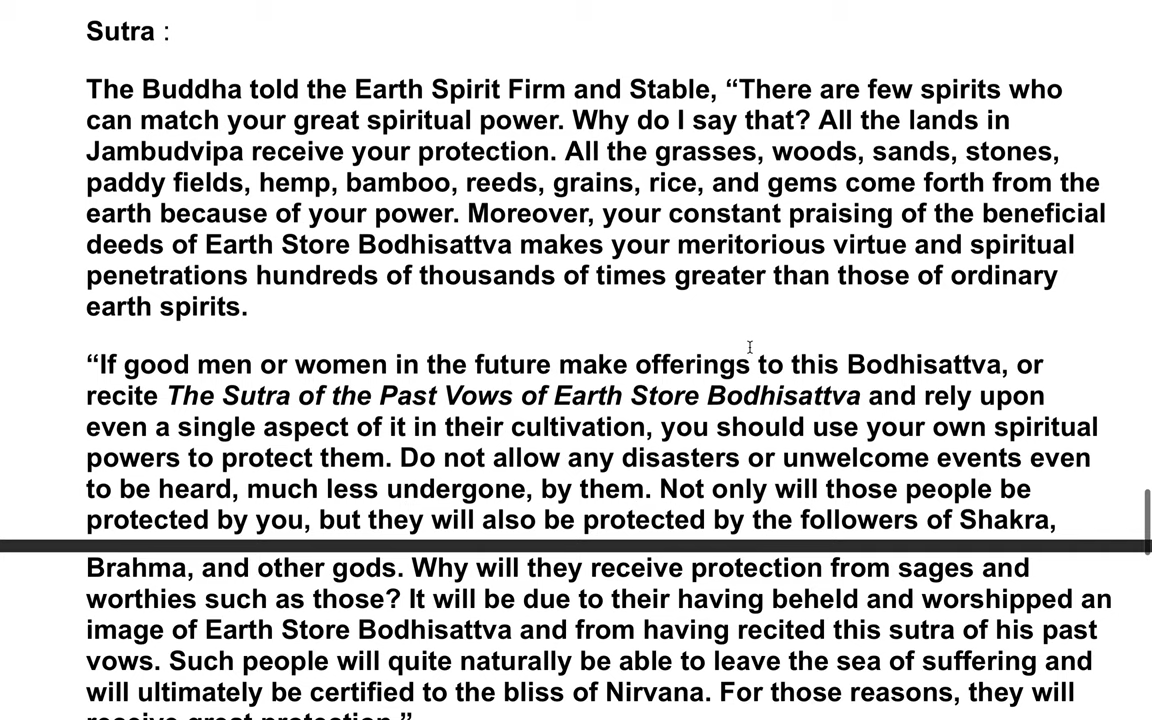 Sutra :
The Buddha told the Earth Spirit Firm and Stable, “There are few spirits who
can match your great spiritual power. Why do I say that? All the lands in
Jambudvipa receive your protection. All the grasses, woods, sands, stones,
paddy fields, hemp, bamboo, reeds, grains, rice, and gems come forth from the
earth because of your power. Moreover, your constant praising of the beneficial
deeds of Earth Store Bodhisattva makes your meritorious virtue and spiritual
penetrations hundreds of thousands of times greater than those of ordinary
earth spirits.
“If good men or women in the future make offerings to this Bodhisattva, or
recite The Sutra of the Past Vows of Earth Store Bodhisattva and rely upon
even a single aspect of it in their cultivation, you should use your own spiritual
powers to protect them. Do not allow any disasters or unwelcome events even
to be heard, much less undergone, by them. Not only will those people be
protected by you, but they will also be protected by the followers of Shakra,
Brahma, and other gods. Why will they receive protection from sages and
worthies such as those? It will be due to their having beheld and worshipped an
image of Earth Store Bodhisattva and from having recited this sutra of his past
vows. Such people will quite naturally be able to leave the sea of suffering and
will ultimately be certified to the bliss of Nirvana. For those reasons, they will
receive great protection.”